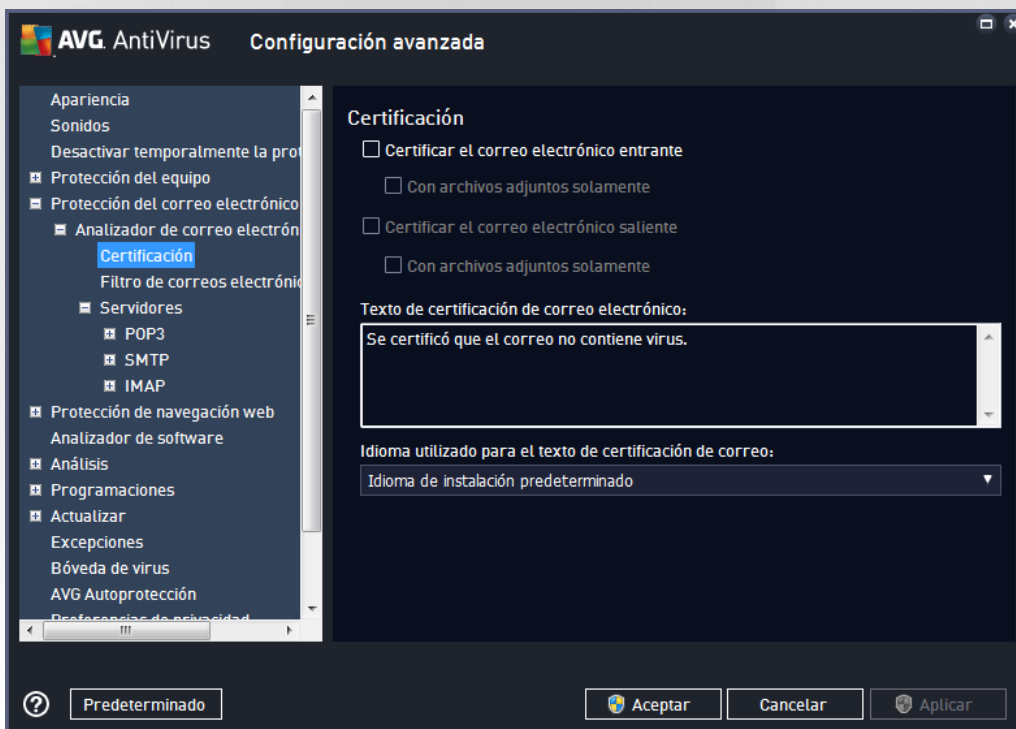 AVG AntiVirus Configuración avanzada
Apariencia
Sonidos
Desactivar temporalmente la prot
Protección del equipo
Protección del correo electrónico
Analizador de correo electrón
Certificación
Filtro de correos electrónic
Servidores
POP3
SMTP
IMAP
Protección de navegación web
Analizador de software
Análisis
Programaciones
Actualizar
Excepciones
Bóveda de virus
AVG Autoprotección
Preferencias de privacidad
Certificación
Certificar el correo electrónico entrante
Con archivos adjuntos solamente
Certificar el correo electrónico saliente
Con archivos adjuntos solamente
Texto de certificación de correo electrónico:
Se certificó que el correo no contiene virus.
Idioma utilizado para el texto de certificación de correo:
Idioma de instalación predeterminado
Predeterminado
Aceptar
Cancelar
Aplicar